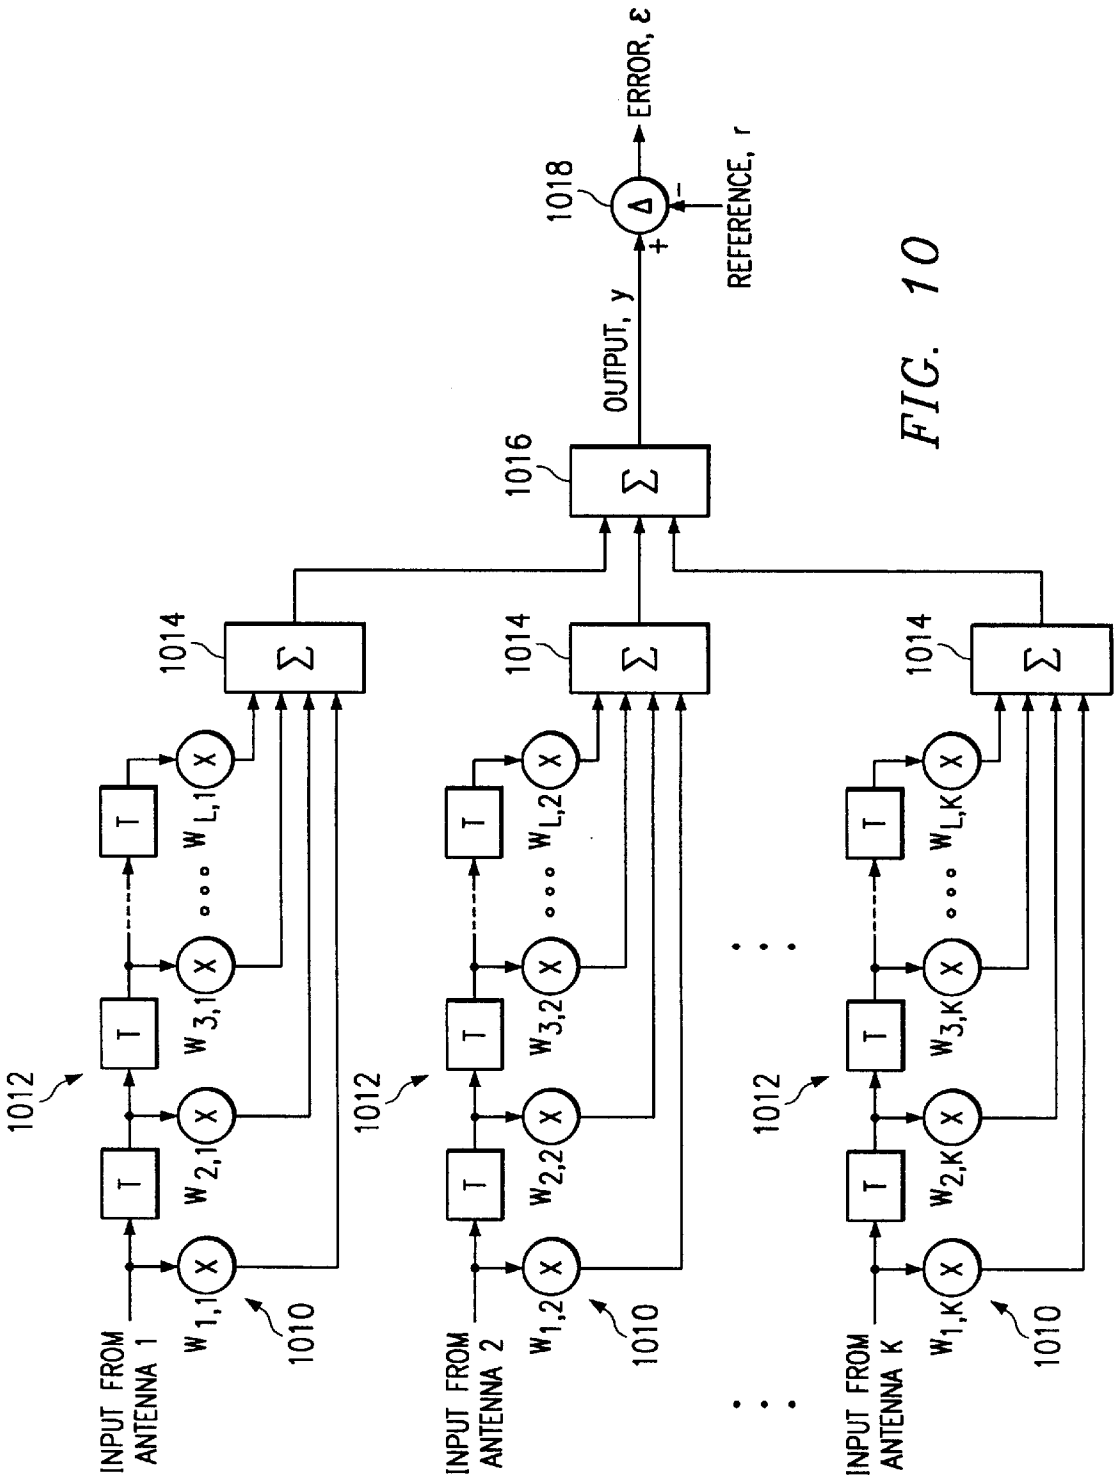 INPUT FROM
ANTENNA 1
1012
T
T
T
X
X
X
X
W1,1
W2,1
W3,1
WL,1
1010
1014
Σ
INPUT FROM
ANTENNA 2
1012
T
T
T
X
X
X
X
W1,2
W2,2
W3,2
WL,2
1010
1014
Σ
INPUT FROM
ANTENNA K
1012
T
T
T
X
X
X
X
W1,K
W2,K
W3,K
WL,K
1010
1014
Σ
1016
Σ
OUTPUT, y
1018
Δ
+
-
ERROR, ε
REFERENCE, r
FIG. 10